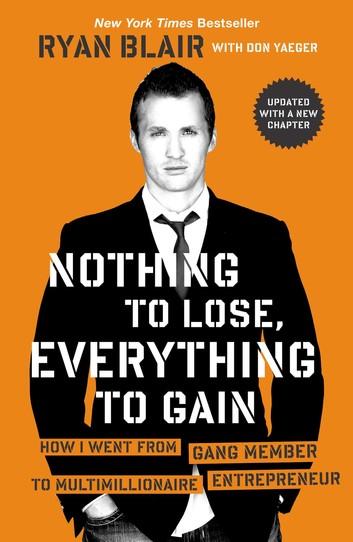 New York Times Bestseller
RYAN BLAIR WITH DON YAEGER
UPDATED
WITH A NEW
CHAPTER
NOTHING
TO LOSE,
EVERYTHING
TO GAIN
HOW I WENT FROM GANG MEMBER
TO MULTIMILLIONAIRE ENTREPRENEUR